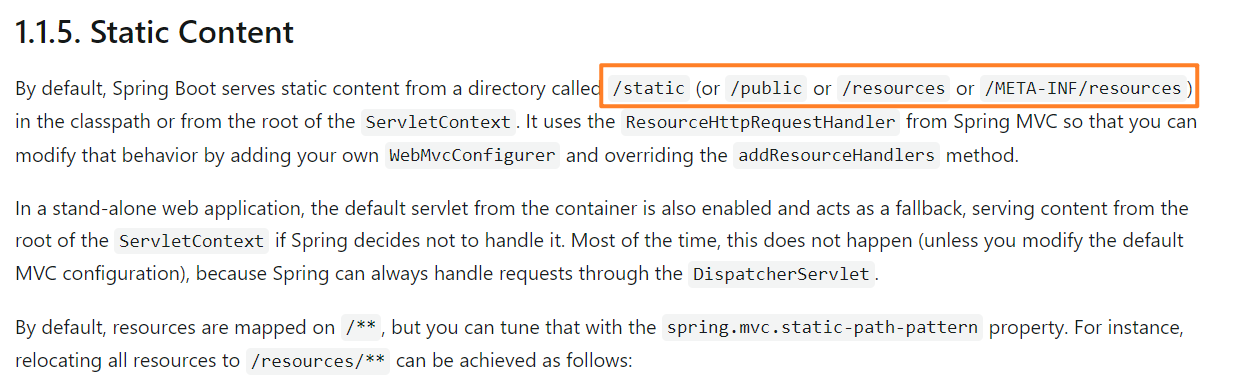 1.1.5. Static Content
By default, Spring Boot serves static content from a directory called /static (or /public or /resources or /META-INF/resources)
in the classpath or from the root of the ServletContext. It uses the ResourceHttpRequestHandler from Spring MVC so that you can
modify that behavior by adding your own WebMvcConfigurer and overriding the addResourceHandlers method.
In a stand-alone web application, the default servlet from the container is also enabled and acts as a fallback, serving content from the
root of the ServletContext if Spring decides not to handle it. Most of the time, this does not happen (unless you modify the default
MVC configuration), because Spring can always handle requests through the DispatcherServlet.
By default, resources are mapped on /**, but you can tune that with the spring.mvc.static-path-pattern property. For instance,
relocating all resources to /resources/** can be achieved as follows: